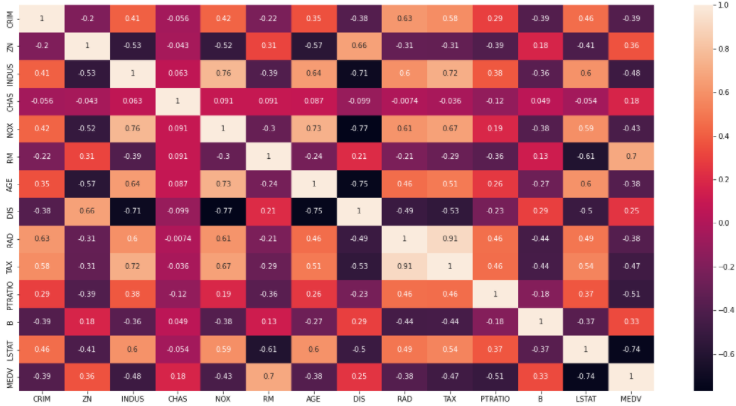 CRIM 1 -0.2 0.41 -0.056 0.42 -0.22 0.35 -0.38 0.63 0.58 0.29 -0.39 0.46 -0.39
ZN -0.2 1 -0.53 -0.043 -0.52 0.31 -0.57 0.66 -0.31 -0.31 -0.39 0.18 -0.41 0.36
INDUS 0.41 -0.53 1 0.063 0.76 -0.39 0.64 -0.71 0.6 0.72 0.38 -0.36 0.6 -0.48
CHAS -0.056 -0.043 0.063 1 0.091 0.091 0.087 -0.099 -0.0074 -0.036 -0.12 0.049 -0.054 0.18
NOX 0.42 -0.52 0.76 0.091 1 -0.3 0.73 -0.77 0.61 0.67 0.19 -0.38 0.59 -0.43
RM -0.22 0.31 -0.39 0.091 -0.3 1 -0.24 0.21 -0.21 -0.29 -0.36 0.13 -0.61 0.7
AGE 0.35 -0.57 0.64 0.087 0.73 -0.24 1 -0.75 0.46 0.51 0.26 -0.27 0.6 -0.38
DIS -0.38 0.66 -0.71 -0.099 -0.77 0.21 -0.75 1 -0.49 -0.53 -0.23 0.29 -0.5 0.25
RAD 0.63 -0.31 0.6 -0.0074 0.61 -0.21 0.46 -0.49 1 0.91 0.46 -0.44 0.49 -0.38
TAX 0.58 -0.31 0.72 -0.036 0.67 -0.29 0.51 -0.53 0.91 1 0.46 -0.44 0.54 -0.47
PTRATIO 0.29 -0.39 0.38 -0.12 0.19 -0.36 0.26 -0.23 0.46 0.46 1 -0.18 0.37 -0.51
B -0.39 0.18 -0.36 0.049 -0.38 0.13 -0.27 0.29 -0.44 -0.44 -0.18 1 -0.37 0.33
LSTAT 0.46 -0.41 0.6 -0.054 0.59 -0.61 0.6 -0.5 0.49 0.54 0.37 -0.37 1 -0.74
MEDV -0.39 0.36 -0.48 0.18 -0.43 0.7 -0.38 0.25 -0.38 -0.47 -0.51 0.33 -0.74 1
CRIM ZN INDUS CHAS NOX RM AGE DIS RAD TAX PTRATIO B LSTAT MEDV
1.0
0.8
0.6
0.4
0.2
0.0
-0.2
-0.4
-0.6